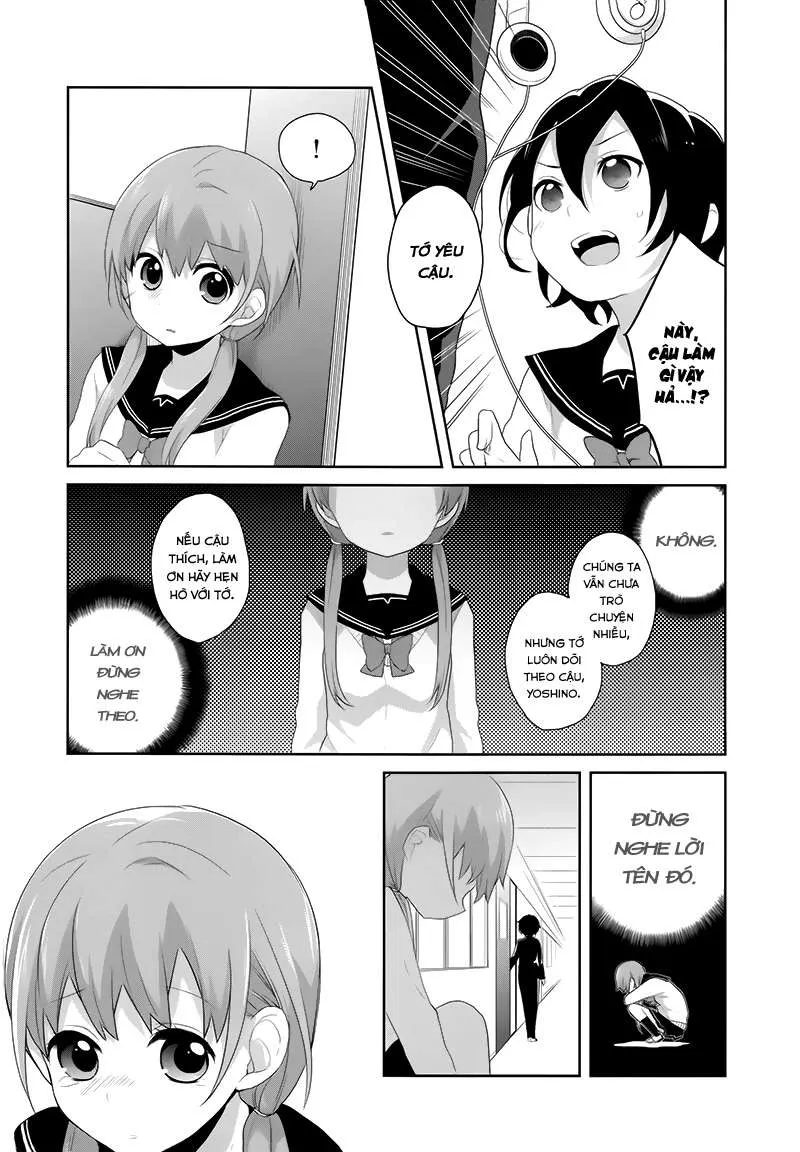 NÀY,
CẬU LÀM
GÌ VẬY
HẢ...!?
TỚ YÊU
CẬU.
!
KHÔNG.
CHÚNG TA
VẪN CHƯA
TRÒ
CHUYỆN
NHIỀU,
NHƯNG TỚ
LUÔN DÕI
THEO CẬU,
YOSHINO.
NẾU CẬU
THÍCH, LÀM
ƠN HÃY HẸN
HÒ VỚI TỚ.
LÀM ƠN
ĐỪNG
NGHE
THEO.
ĐỪNG
NGHE LỜI
TÊN ĐÓ.